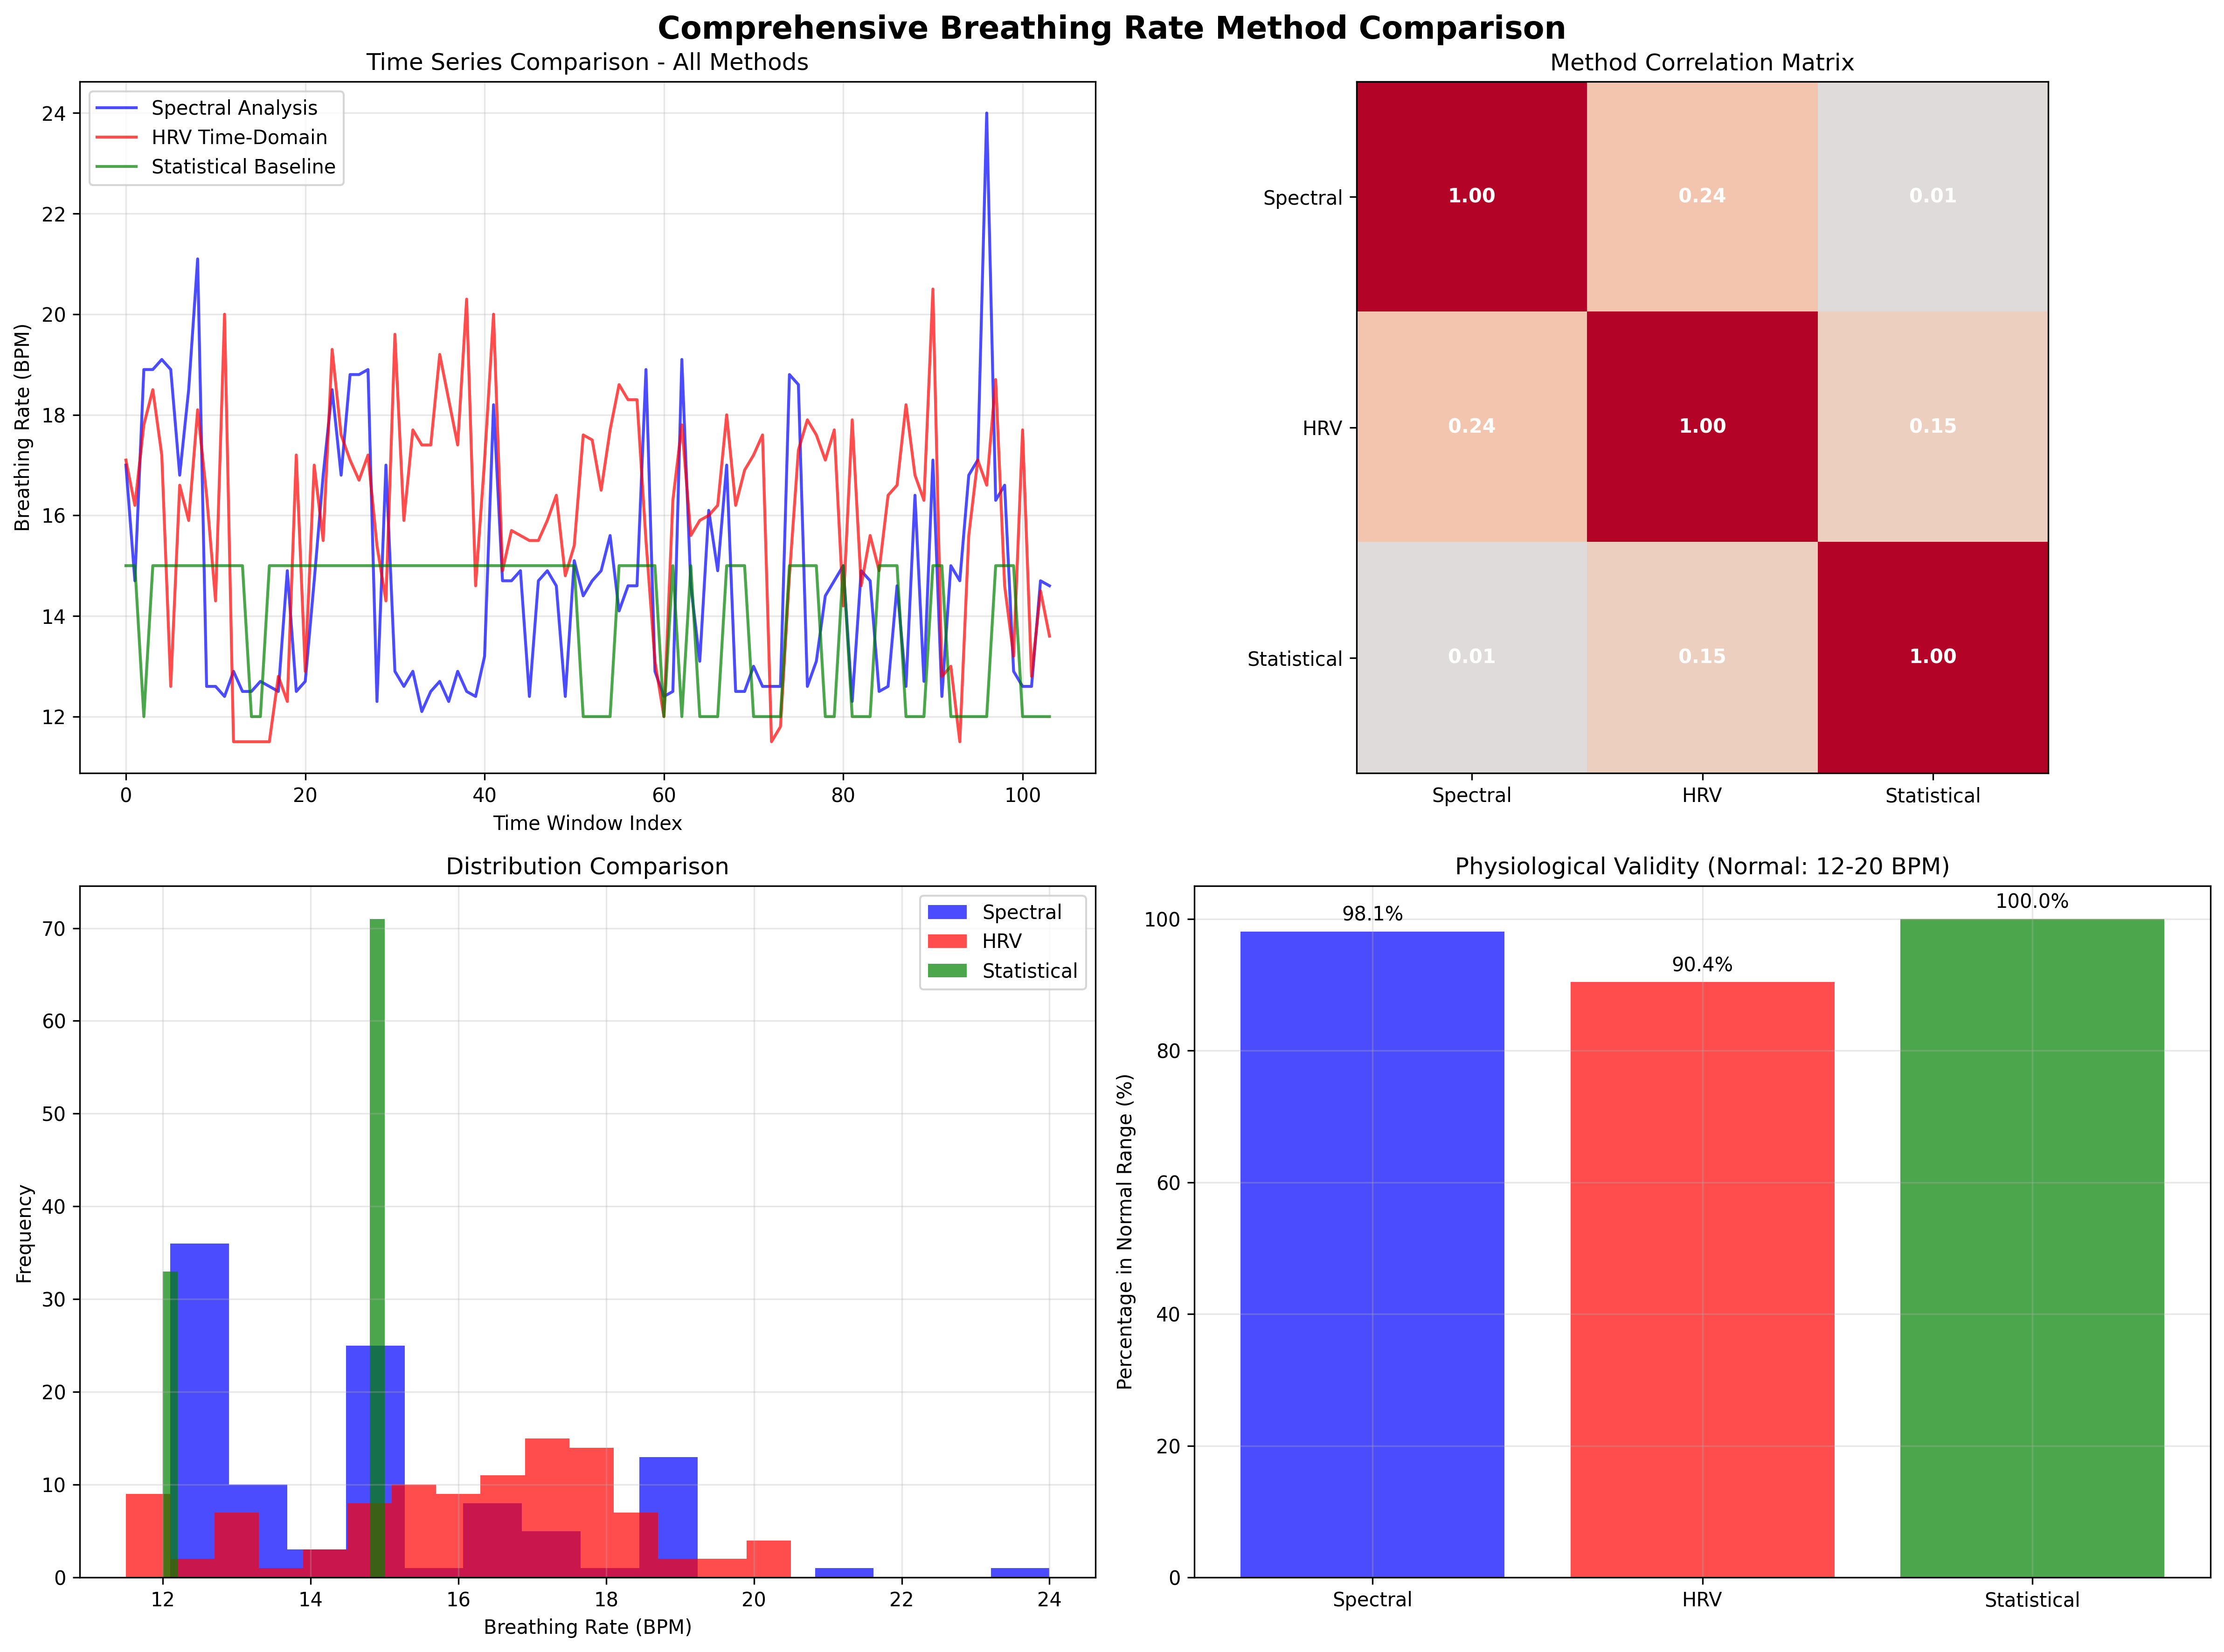 Comprehensive Breathing Rate Method Comparison
Time Series Comparison - All Methods
Spectral Analysis
HRV Time-Domain
Statistical Baseline
24
22
20
18
16
14
12
Breathing Rate (BPM)
0 20 40 60 80 100
Time Window Index
Method Correlation Matrix
Spectral 1.00 0.24 0.01
HRV 0.24 1.00 0.15
Statistical 0.01 0.15 1.00
Spectral HRV Statistical
Distribution Comparison
Spectral
HRV
Statistical
70
60
50
40
30
20
10
0
Frequency
12 14 16 18 20 22 24
Breathing Rate (BPM)
Physiological Validity (Normal: 12-20 BPM)
98.1% 90.4% 100.0%
100
80
60
40
20
0
Percentage in Normal Range (%)
Spectral HRV Statistical